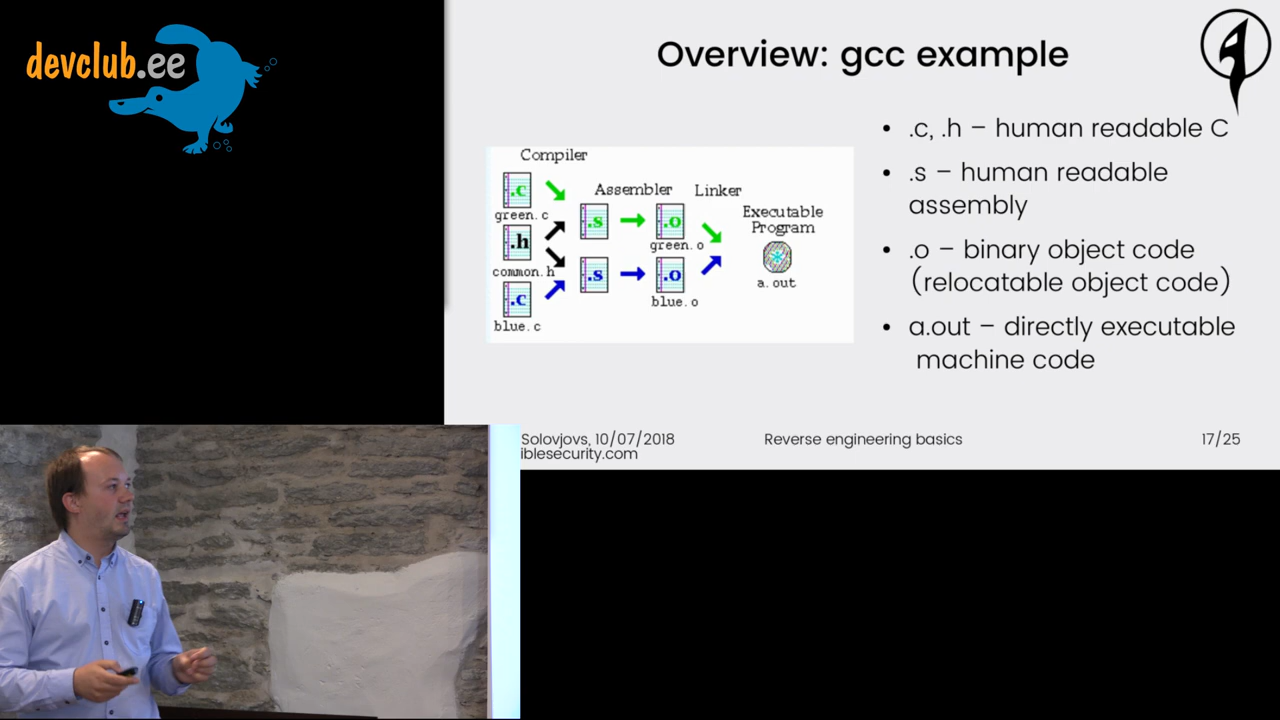 devclub.ee
Overview: gcc example
Compiler
.c
green.c
.h
common.h
.c
blue.c
Assembler
.s
.s
Linker
.o
green.o
.o
blue.o
Executable
Program
a.out
• .c, .h – human readable C
• .s – human readable
assembly
• .o – binary object code
(relocatable object code)
• a.out – directly executable
machine code
Solovjovs, 10/07/2018
iblesecurity.com
Reverse engineering basics
17/25